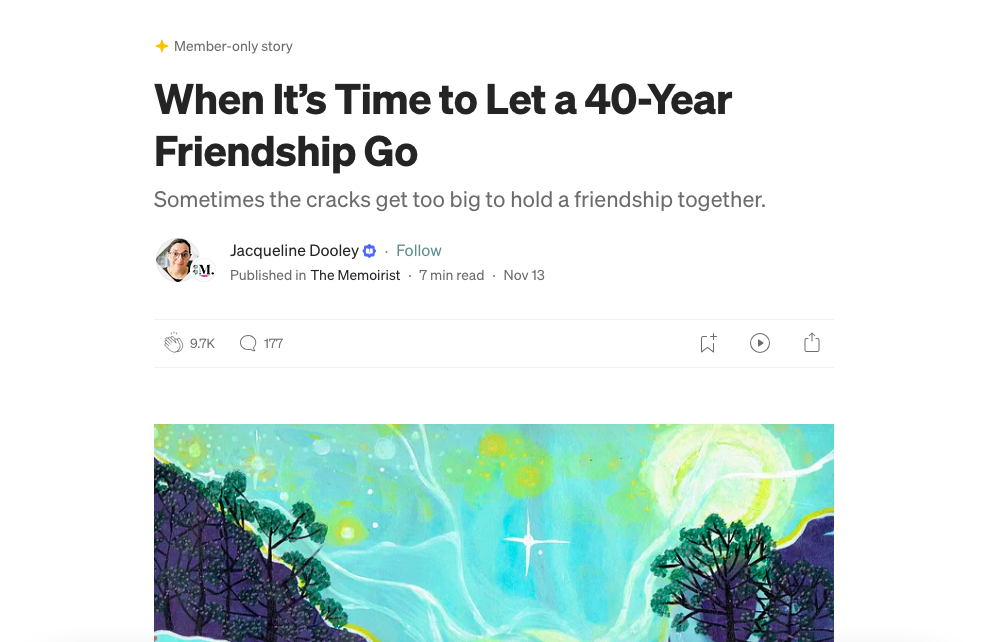 Member-only story
When It’s Time to Let a 40-Year
Friendship Go
Sometimes the cracks get too big to hold a friendship together.
Jacqueline Dooley · Follow
Published in The Memoirist · 7 min read · Nov 13
9.7K 177